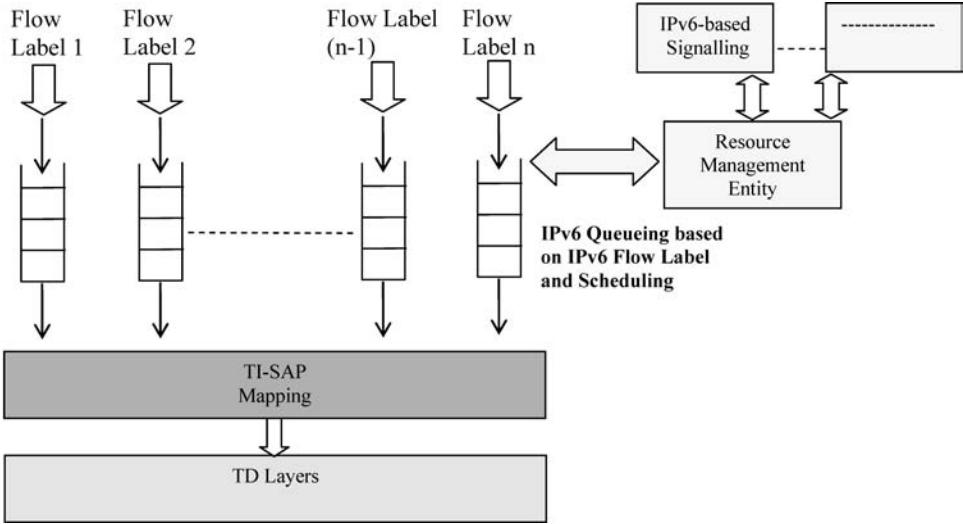 Flow
Label 1
Flow
Label 2
Flow Label
(n-1)
Flow
Label n
IPv6-based
Signalling
Resource
Management
Entity
IPv6 Queueing based
on IPv6 Flow Label
and Scheduling
TI-SAP
Mapping
TD Layers